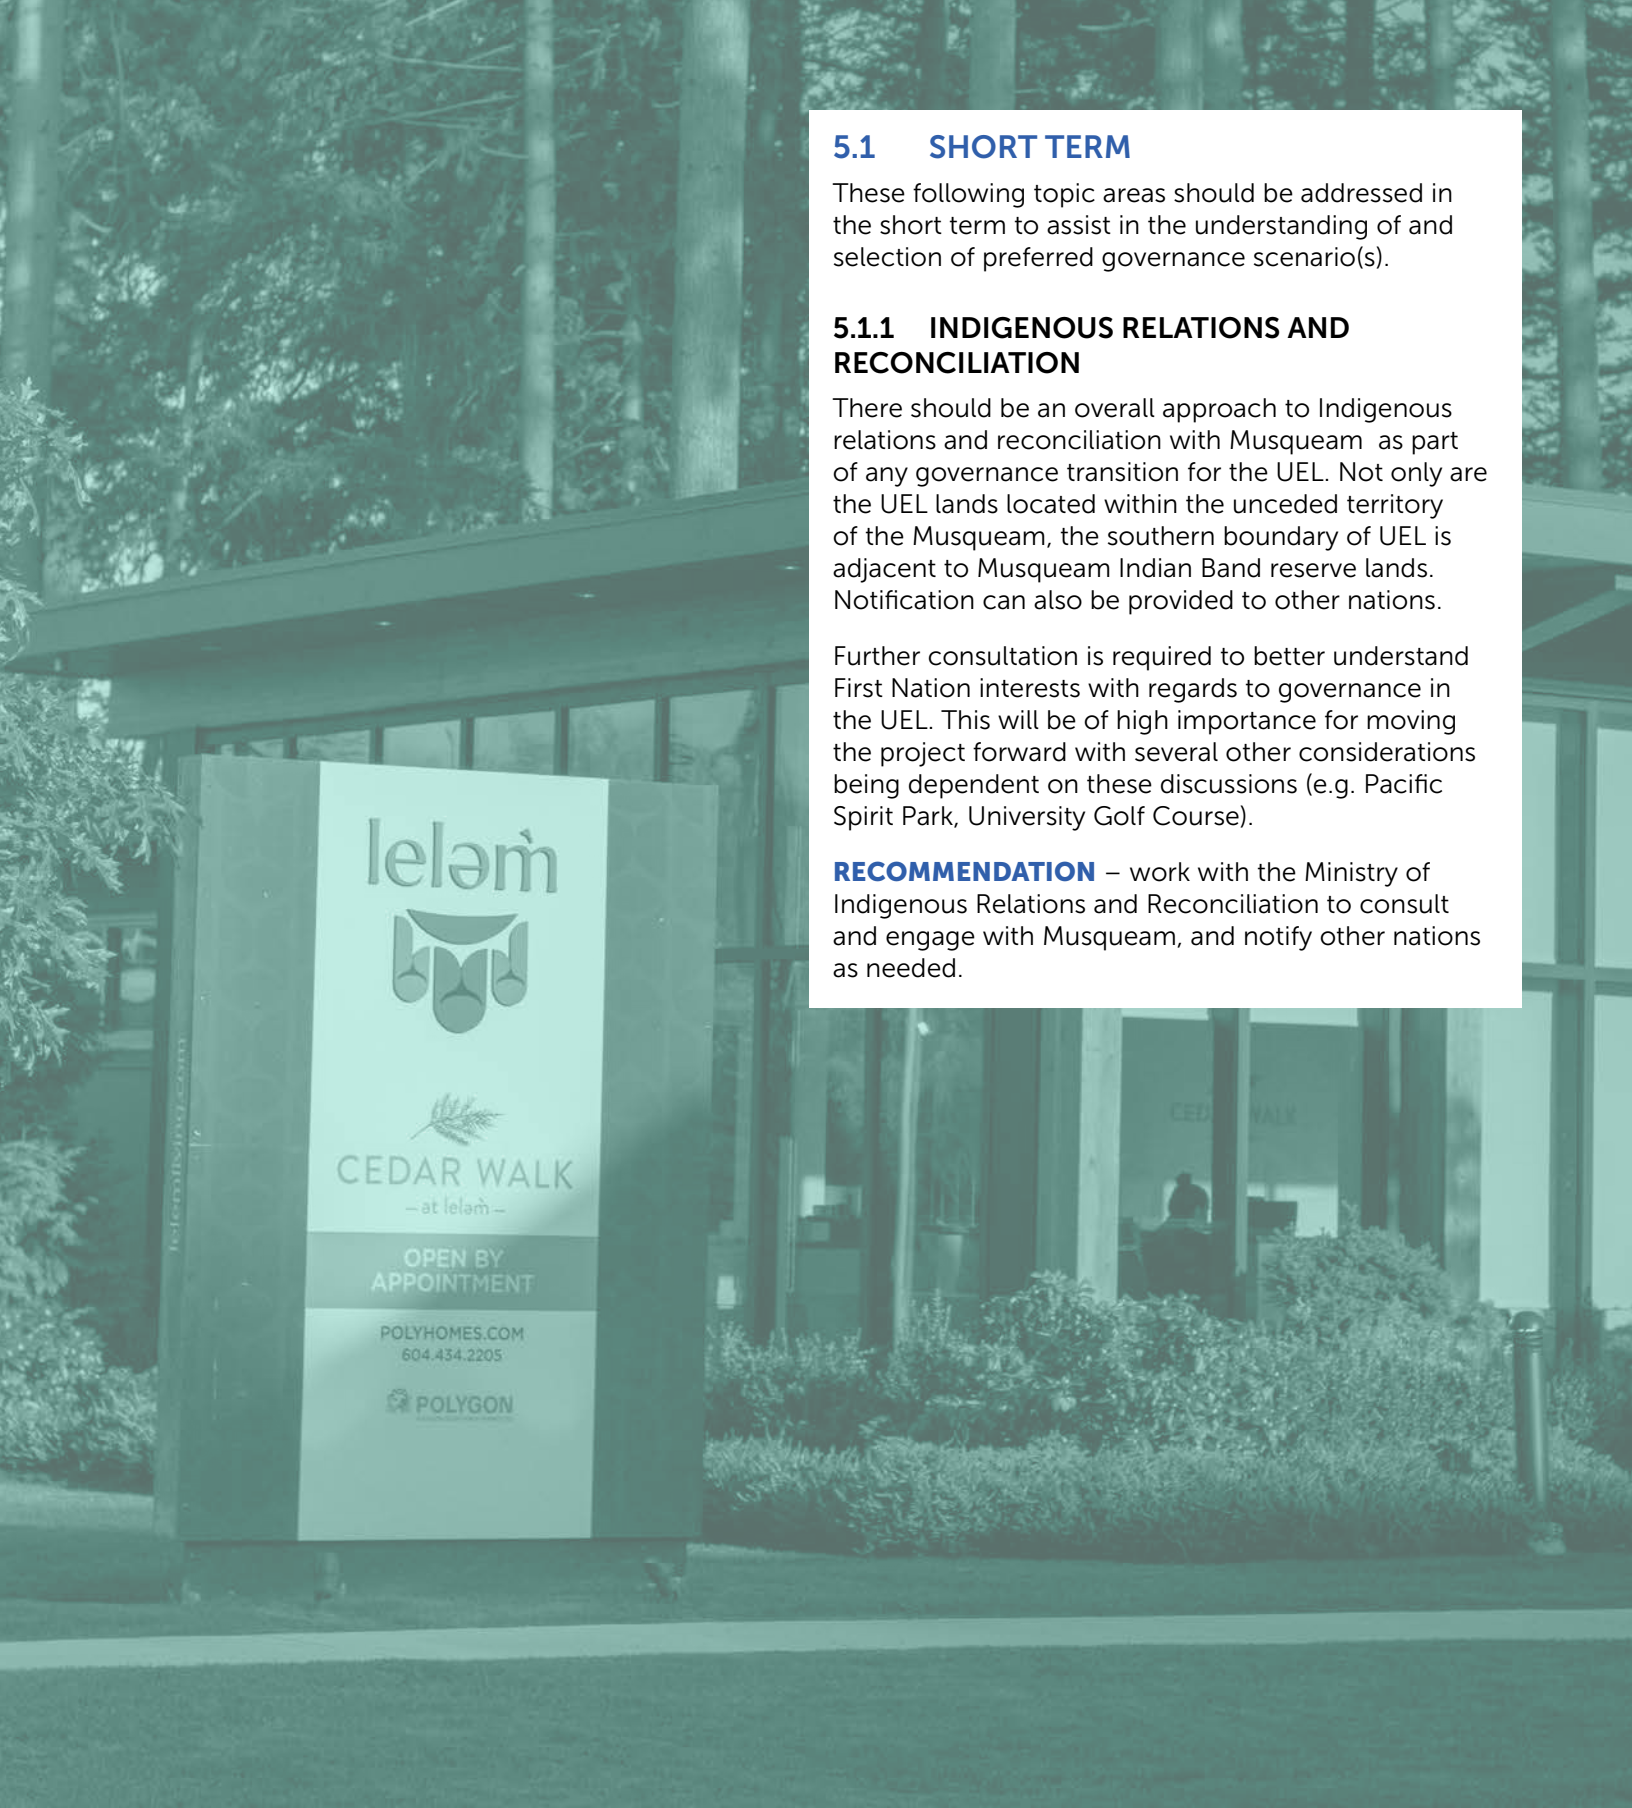 5.1 SHORT TERM
These following topic areas should be addressed in
the short term to assist in the understanding of and
selection of preferred governance scenario(s).
5.1.1 INDIGENOUS RELATIONS AND
RECONCILIATION
There should be an overall approach to Indigenous
relations and reconciliation with Musqueam as part
of any governance transition for the UEL. Not only are
the UEL lands located within the unceded territory
of the Musqueam, the southern boundary of UEL is
adjacent to Musqueam Indian Band reserve lands.
Notification can also be provided to other nations.
Further consultation is required to better understand
First Nation interests with regards to governance in
the UEL. This will be of high importance for moving
the project forward with several other considerations
being dependent on these discussions (e.g. Pacific
Spirit Park, University Golf Course).
RECOMMENDATION – work with the Ministry of
Indigenous Relations and Reconciliation to consult
and engage with Musqueam, and notify other nations
as needed.
leləm̓
CEDAR WALK
– at leləm̓ –
OPEN BY
APPOINTMENT
POLYHOMES.COM
604.434.2205
POLYGON
lelemliving.com
WALK